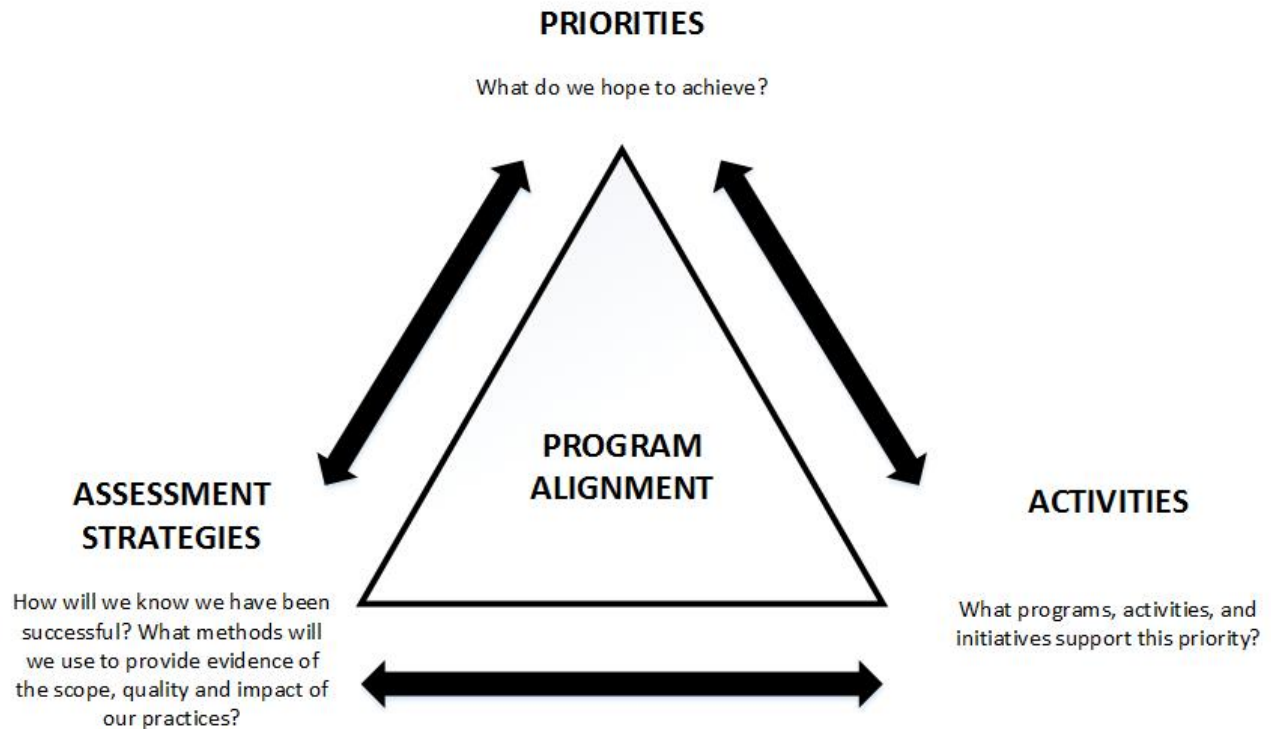 PRIORITIES
What do we hope to achieve?
PROGRAM
ALIGNMENT
ASSESSMENT
STRATEGIES
How will we know we have been
successful? What methods will
we use to provide evidence of
the scope, quality and impact of
our practices?
ACTIVITIES
What programs, activities, and
initiatives support this priority?